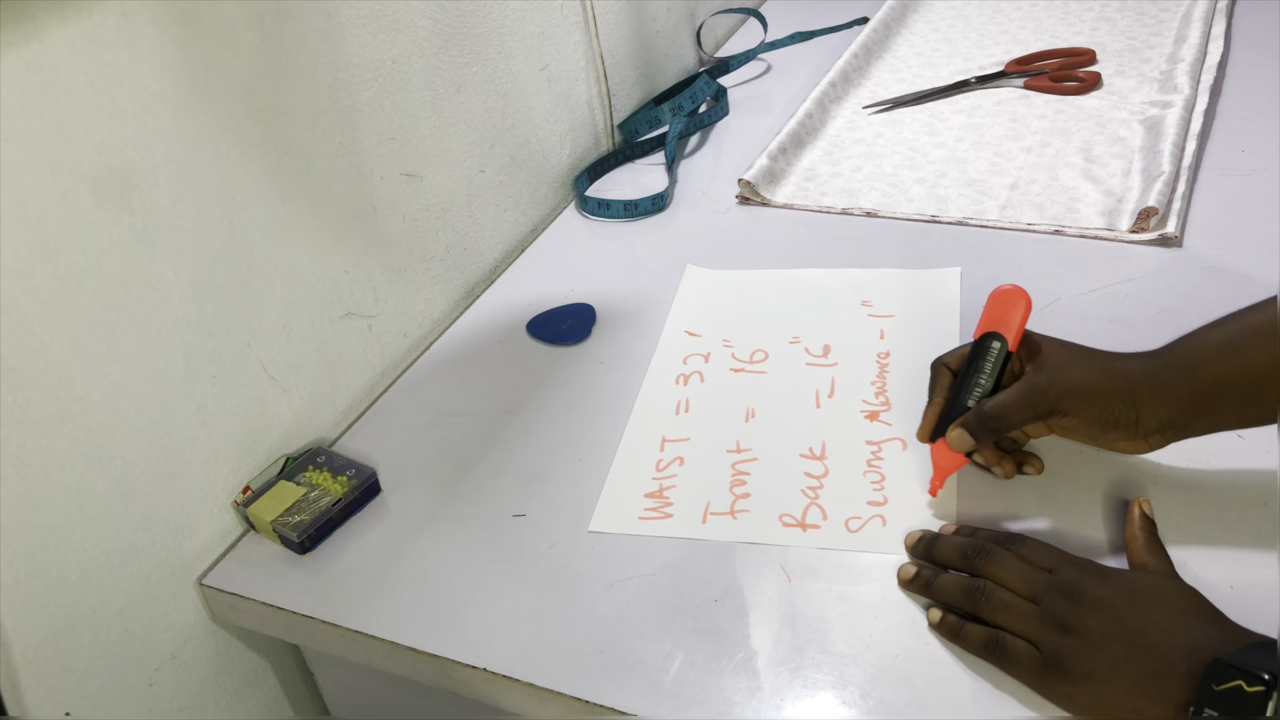 WAIST = 32'
Front = 16"
Back = 16"
Sewing Allowance - 1"